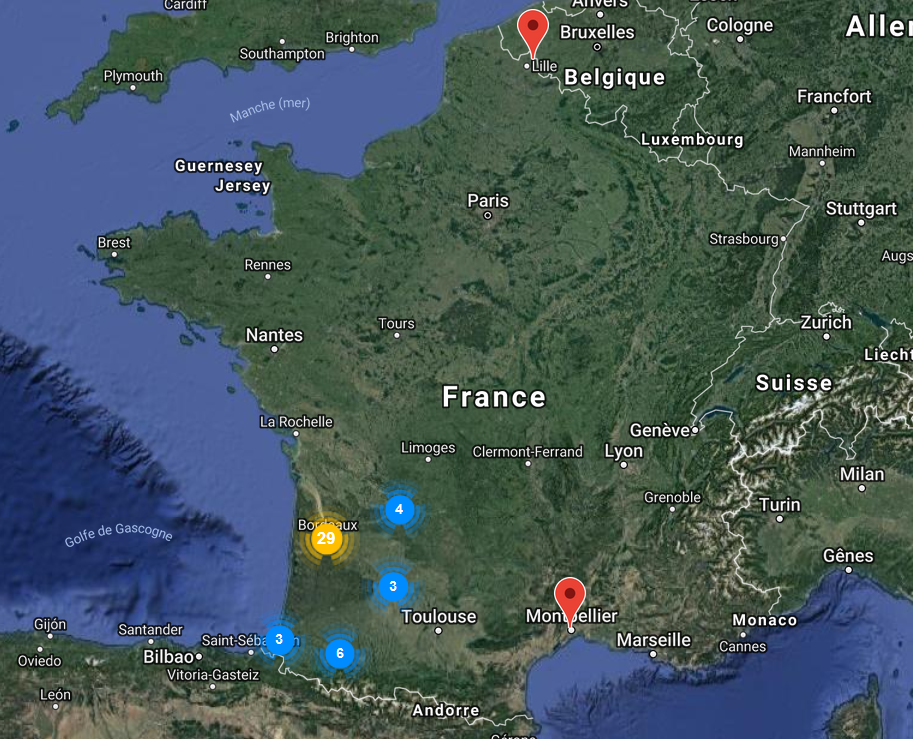 Cardiff
Anvers
Cologne
Aller
Brighton
Southampton
Bruxelles
Lille
Plymouth
Belgique
Manche (mer)
Francfort
Luxembourg
Mannheim
Guernesey
Jersey
Paris
Stuttgart
Strasbourg
Brest
Augs
Rennes
Tours
Zurich
Nantes
Liecht
Suisse
France
La Rochelle
Genève
Limoges
Clermont-Ferrand
Lyon
Milan
Grenoble
Turin
4
Bordeaux
Golfe de Gascogne
29
Gênes
3
Toulouse
Montpellier
Monaco
Gijón
Santander
Saint-Séba
3
Marseille
Cannes
Oviedo
Bilbao
6
Vitoria-Gasteiz
León
Andorre